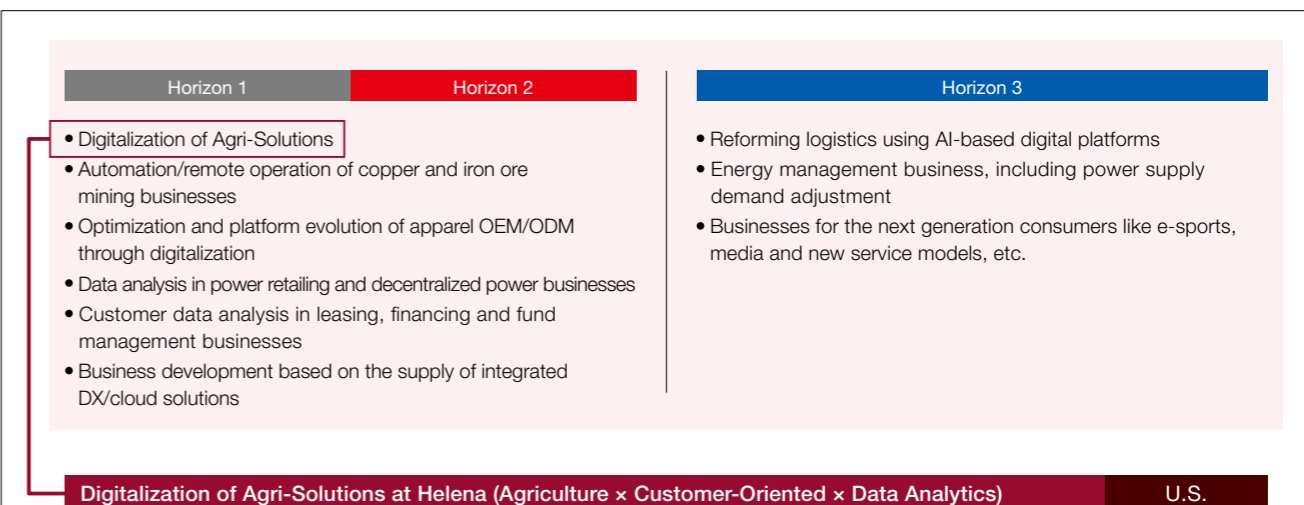 Horizon 1
Horizon 2
• Digitalization of Agri-Solutions
• Automation/remote operation of copper and iron ore
mining businesses
• Optimization and platform evolution of apparel OEM/ODM
through digitalization
• Data analysis in power retailing and decentralized power businesses
• Customer data analysis in leasing, financing and fund
management businesses
• Business development based on the supply of integrated
DX/cloud solutions
Horizon 3
• Reforming logistics using AI-based digital platforms
• Energy management business, including power supply
demand adjustment
• Businesses for the next generation consumers like e-sports,
media and new service models, etc.
Digitalization of Agri-Solutions at Helena (Agriculture × Customer-Oriented × Data Analytics)
U.S.